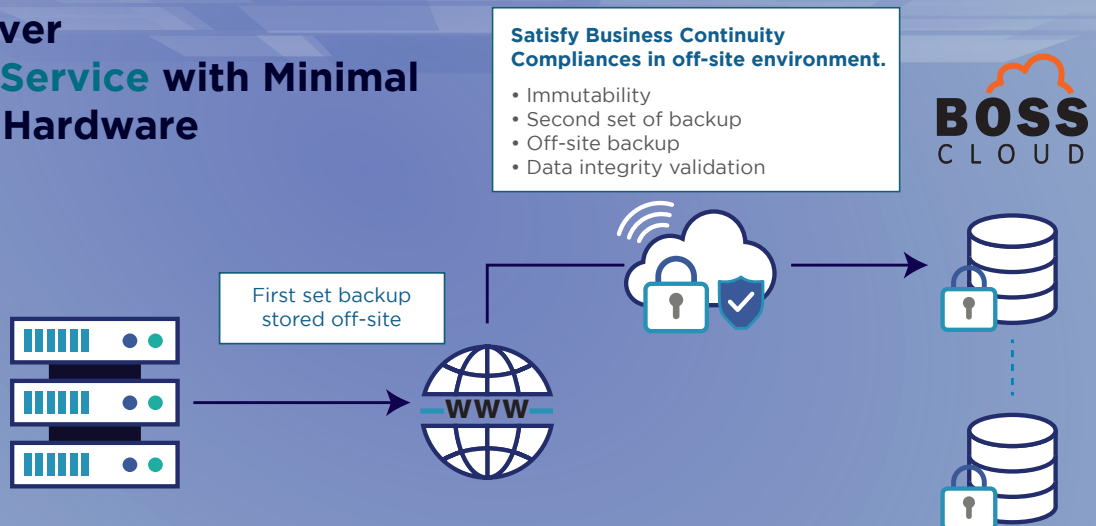 ver
Service with Minimal
Hardware
Satisfy Business Continuity
Compliances in off-site environment.
• Immutability
• Second set of backup
• Off-site backup
• Data integrity validation
BOSS
CLOUD
First set backup
stored off-site
WWW